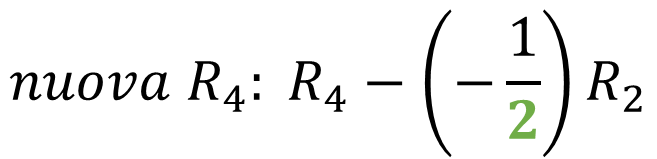 nuova R₄: R₄ − (−1/2) R₂